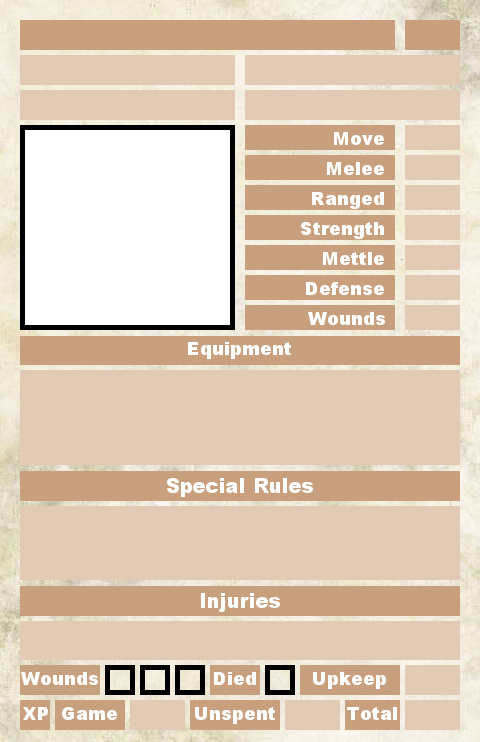 Move
Melee
Ranged
Strength
Mettle
Defense
Wounds
Equipment
Special Rules
Injuries
Wounds Died Upkeep
XP Game Unspent Total